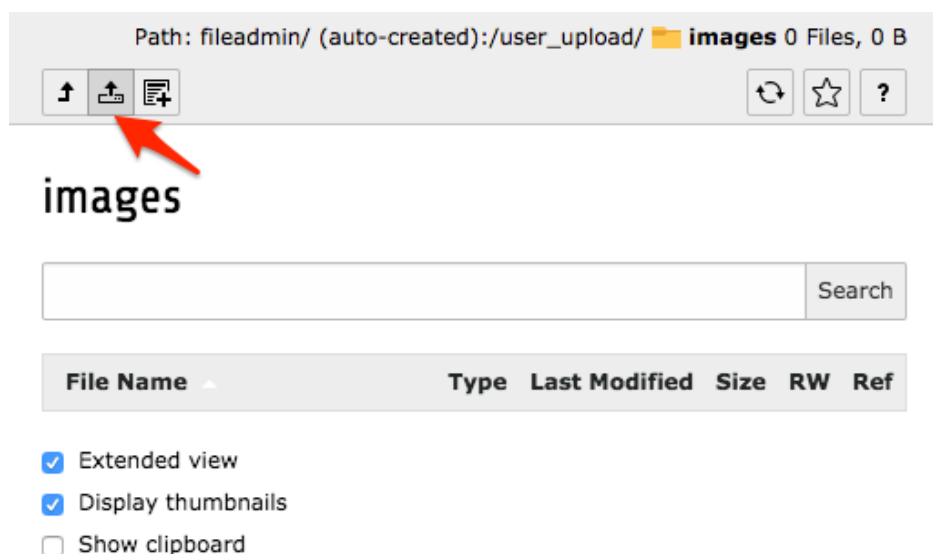 Path: fileadmin/ (auto-created):/user_upload/ images 0 Files, 0 B
?
images
Search
File Name Type Last Modified Size RW Ref
Extended view
Display thumbnails
Show clipboard